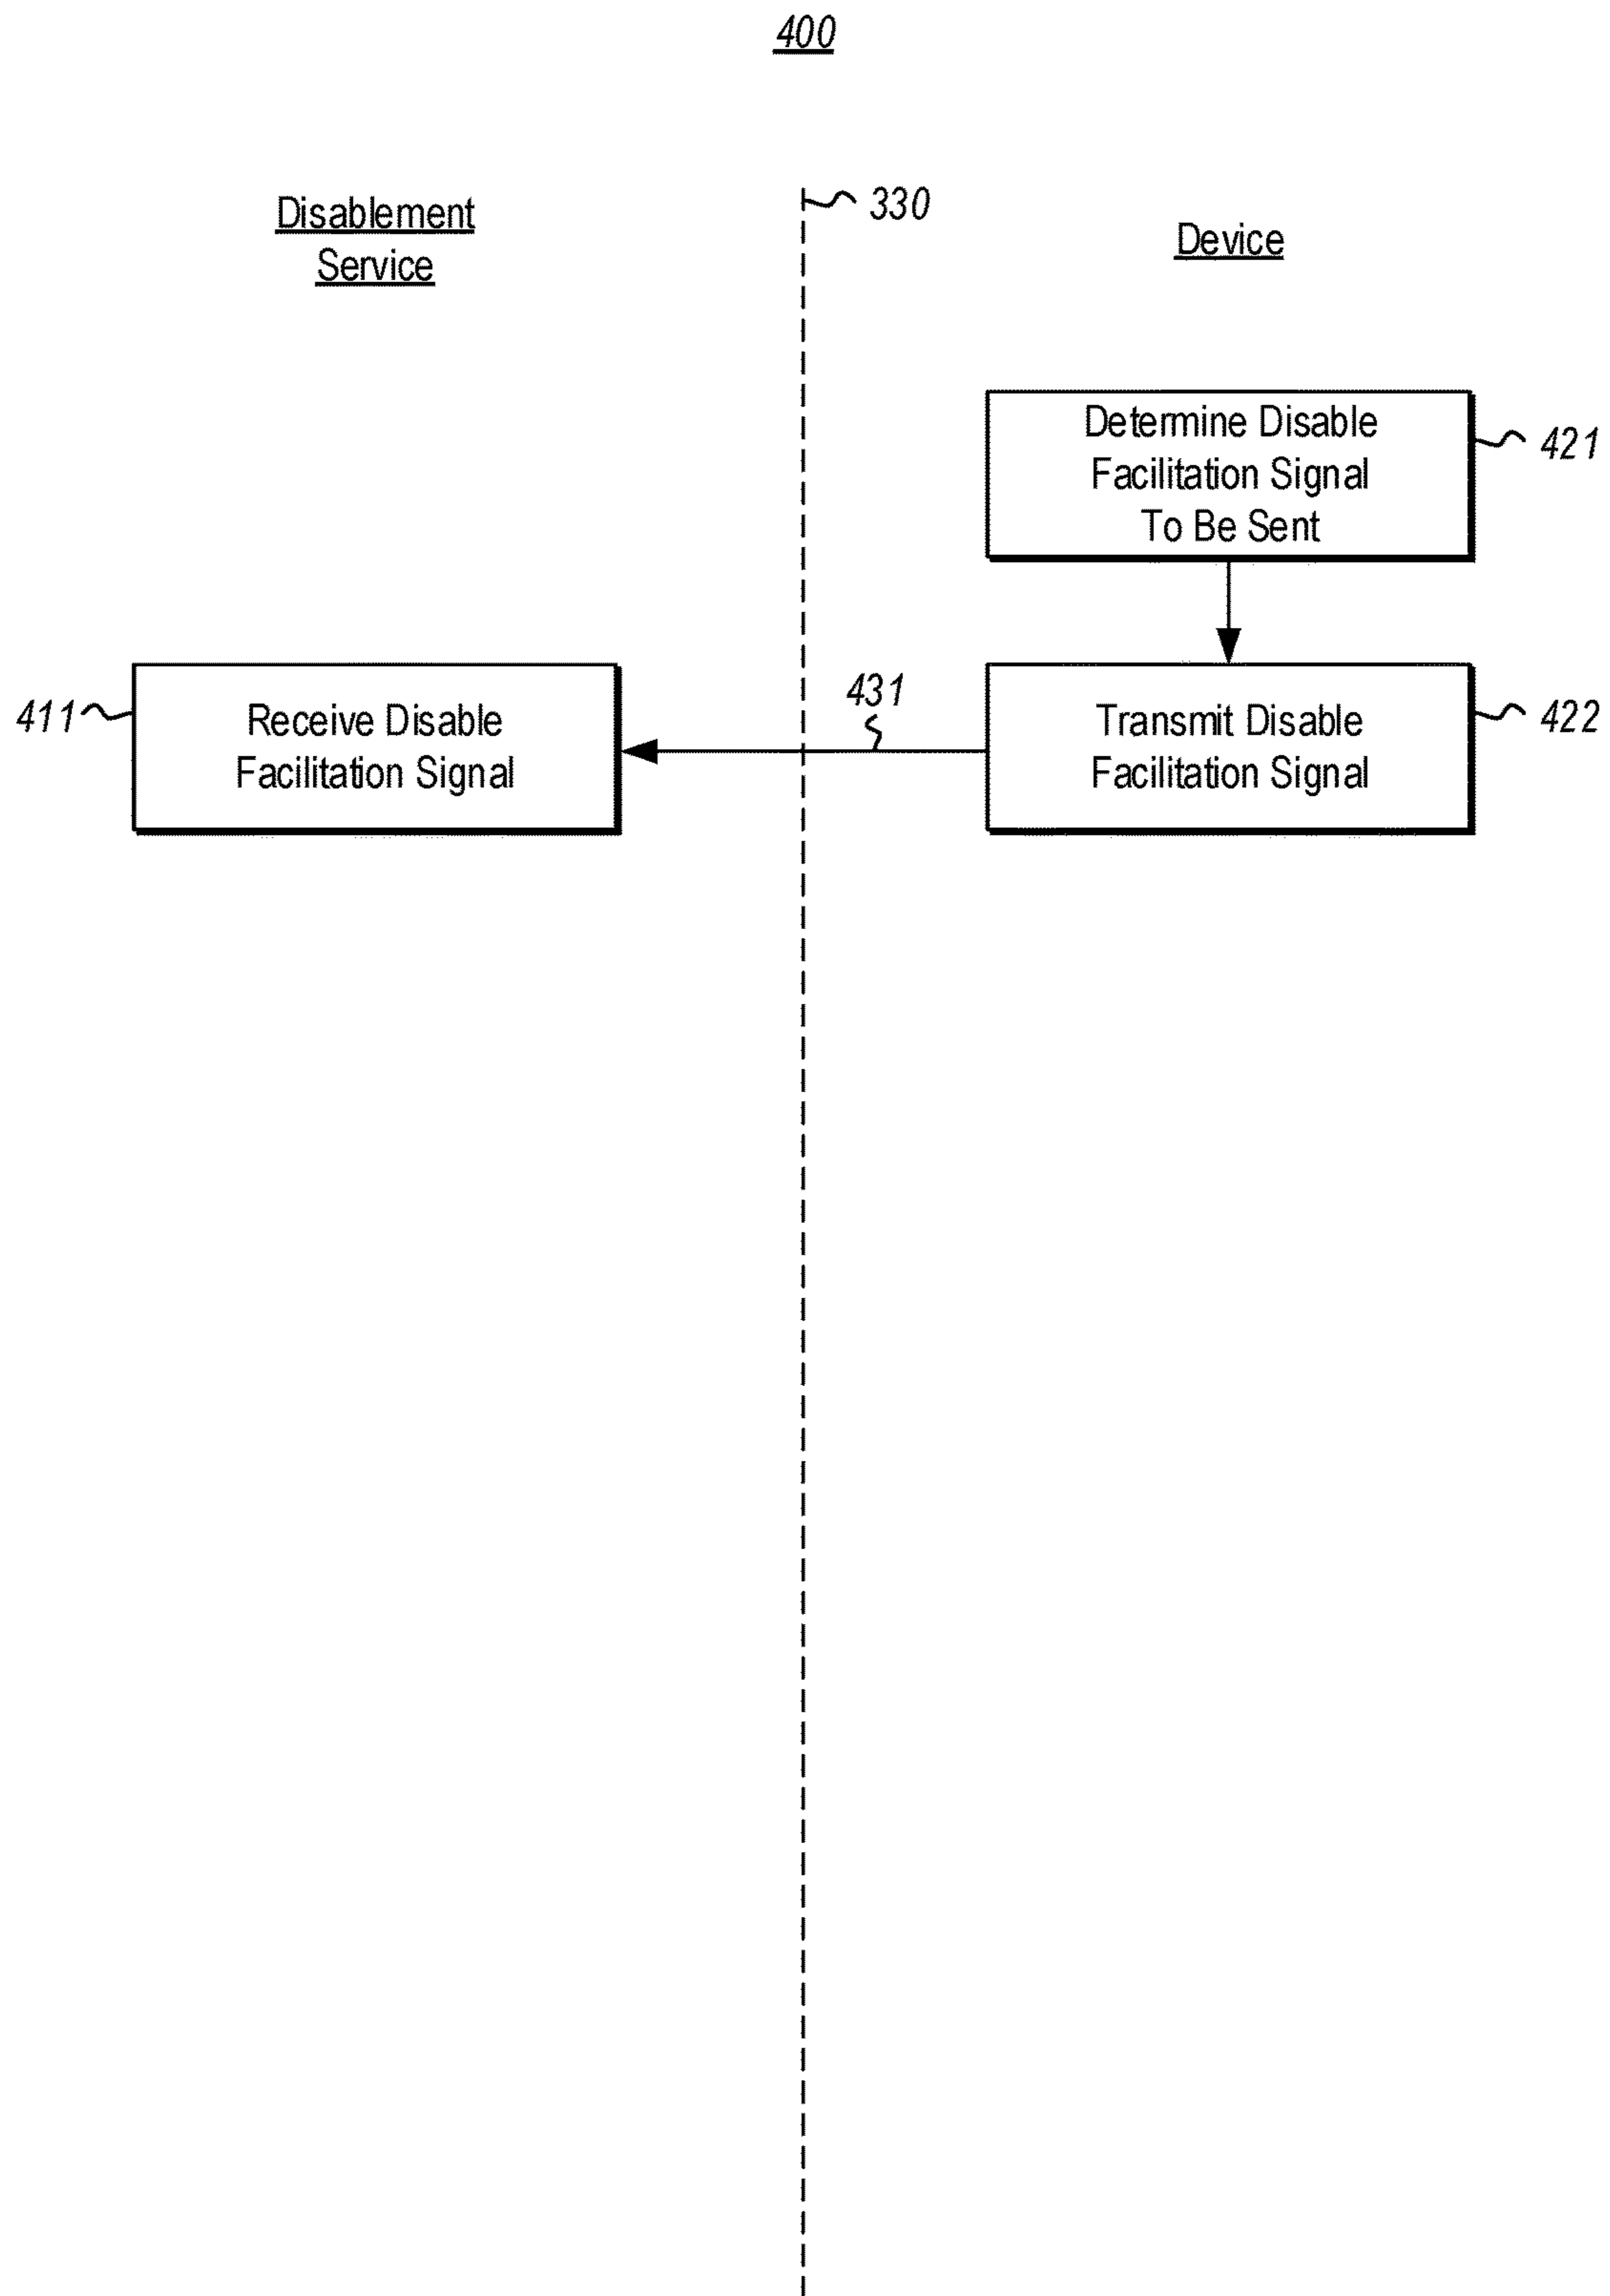 400
Disablement
Service
330
Device
Determine Disable
Facilitation Signal
To Be Sent
421
411
Receive Disable
Facilitation Signal
431
Transmit Disable
Facilitation Signal
422